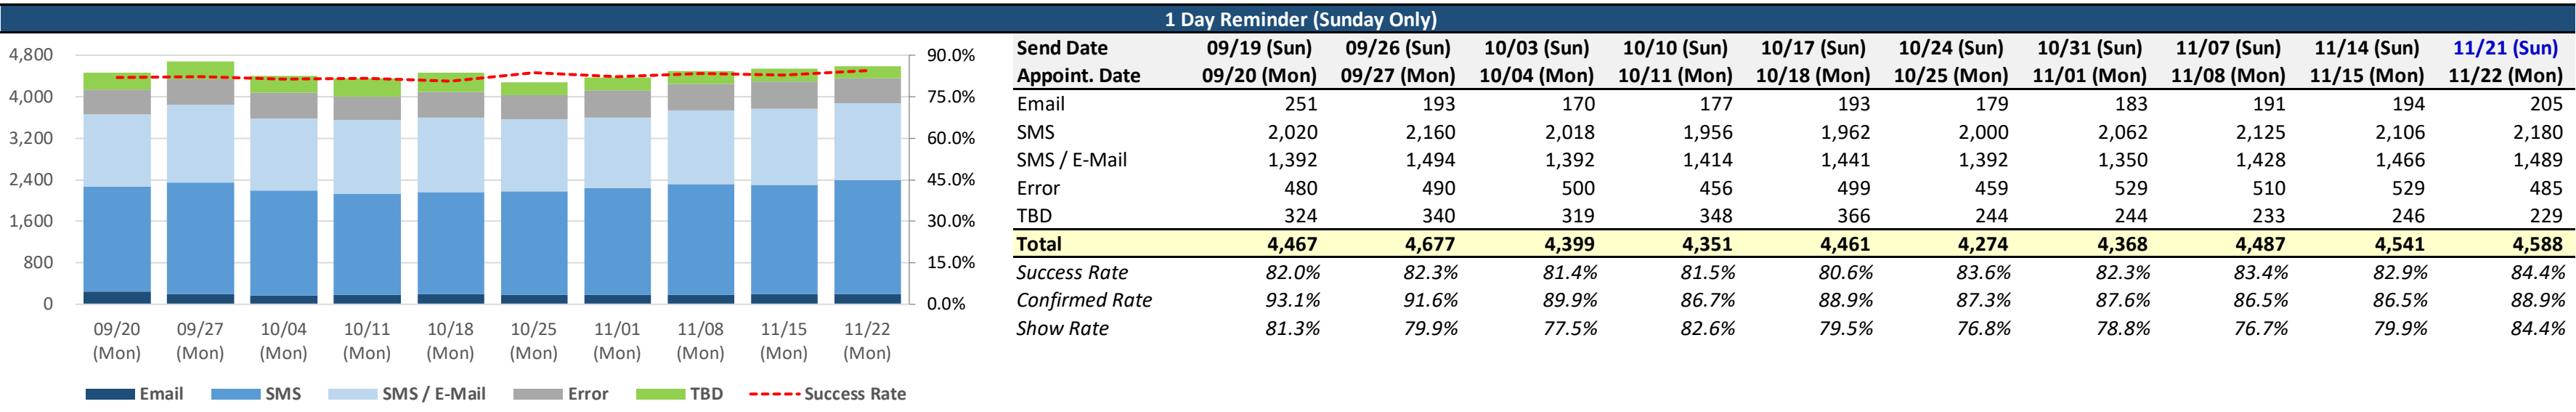 1 Day Reminder (Sunday Only)
4,800
4,000
3,200
2,400
1,600
800
0
90.0%
75.0%
60.0%
45.0%
30.0%
15.0%
0.0%
09/20 09/27 10/04 10/11 10/18 10/25 11/01 11/08 11/15 11/22
(Mon) (Mon) (Mon) (Mon) (Mon) (Mon) (Mon) (Mon) (Mon) (Mon)
Email SMS SMS / E-Mail Error TBD Success Rate
Send Date 09/19 (Sun) 09/26 (Sun) 10/03 (Sun) 10/10 (Sun) 10/17 (Sun) 10/24 (Sun) 10/31 (Sun) 11/07 (Sun) 11/14 (Sun) 11/21 (Sun)
Appoint. Date 09/20 (Mon) 09/27 (Mon) 10/04 (Mon) 10/11 (Mon) 10/18 (Mon) 10/25 (Mon) 11/01 (Mon) 11/08 (Mon) 11/15 (Mon) 11/22 (Mon)
Email 251 193 170 177 193 179 183 191 194 205
SMS 2,020 2,160 2,018 1,956 1,962 2,000 2,062 2,125 2,106 2,180
SMS / E-Mail 1,392 1,494 1,392 1,414 1,441 1,392 1,350 1,428 1,466 1,489
Error 480 490 500 456 499 459 529 510 529 485
TBD 324 340 319 348 366 244 244 233 246 229
Total 4,467 4,677 4,399 4,351 4,461 4,274 4,368 4,487 4,541 4,588
Success Rate 82.0% 82.3% 81.4% 81.5% 80.6% 83.6% 82.3% 83.4% 82.9% 84.4%
Confirmed Rate 93.1% 91.6% 89.9% 86.7% 88.9% 87.3% 87.6% 86.5% 86.5% 88.9%
Show Rate 81.3% 79.9% 77.5% 82.6% 79.5% 76.8% 78.8% 76.7% 79.9% 84.4%